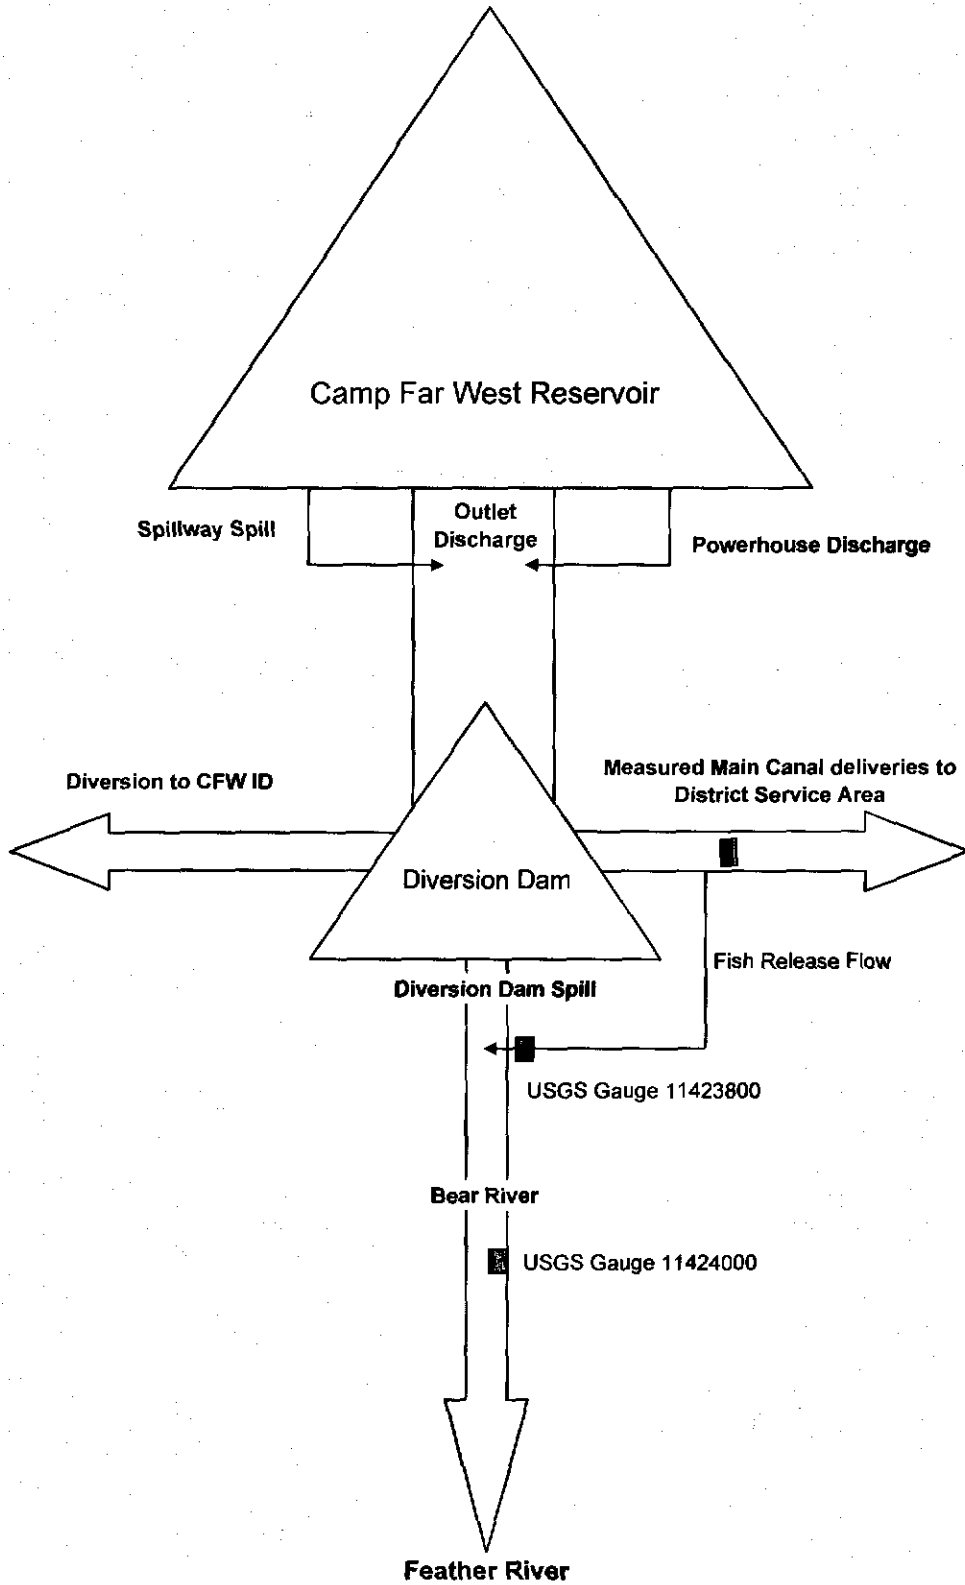 Camp Far West Reservoir
Spillway Spill
Outlet
Discharge
Powerhouse Discharge
Diversion to CFW ID
Measured Main Canal deliveries to
District Service Area
Diversion Dam
Fish Release Flow
Diversion Dam Spill
USGS Gauge 11423800
Bear River
USGS Gauge 11424000
Feather River